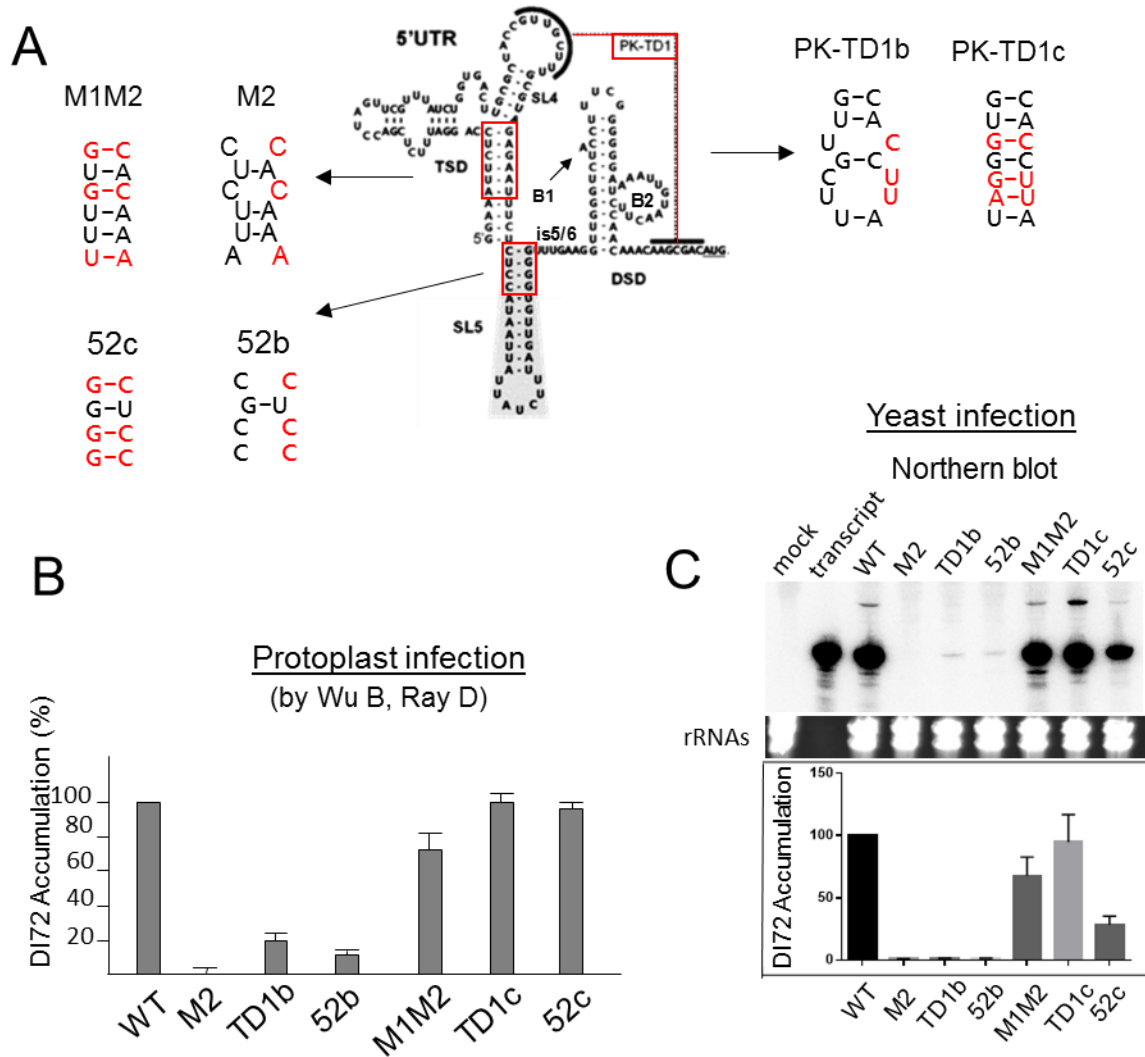 A
5'UTR
PK-TD1
SL4
TSD
B1
B2
5'
is5/6
GUUUGAAGG
CAAACAAGCGACAUG
DSD
SL5
M1M2
G-C
U-A
G-C
U-A
U-A
U-A
M2
C C
U A
C C
U A
U A
A A
52c
G-C
G-U
G-C
G-C
52b
C C
G-U
C C
C C
PK-TD1b
G-C
U-A
U C
G-C
C U
U U
U A
PK-TD1c
G-C
U-A
G-C
G-C
G-U
A-U
U-A
B
Protoplast infection
(by Wu B, Ray D)
DI72 Accumulation (%)
100
80
60
40
20
WT M2 TD1b 52b M1M2 TD1c 52c
Yeast infection
Northern blot
C
mock transcript WT M2 TD1b 52b M1M2 TD1c 52c
rRNAs
DI72 Accumulation
150
100
50
0
WT M2 TD1b 52b M1M2 TD1c 52c